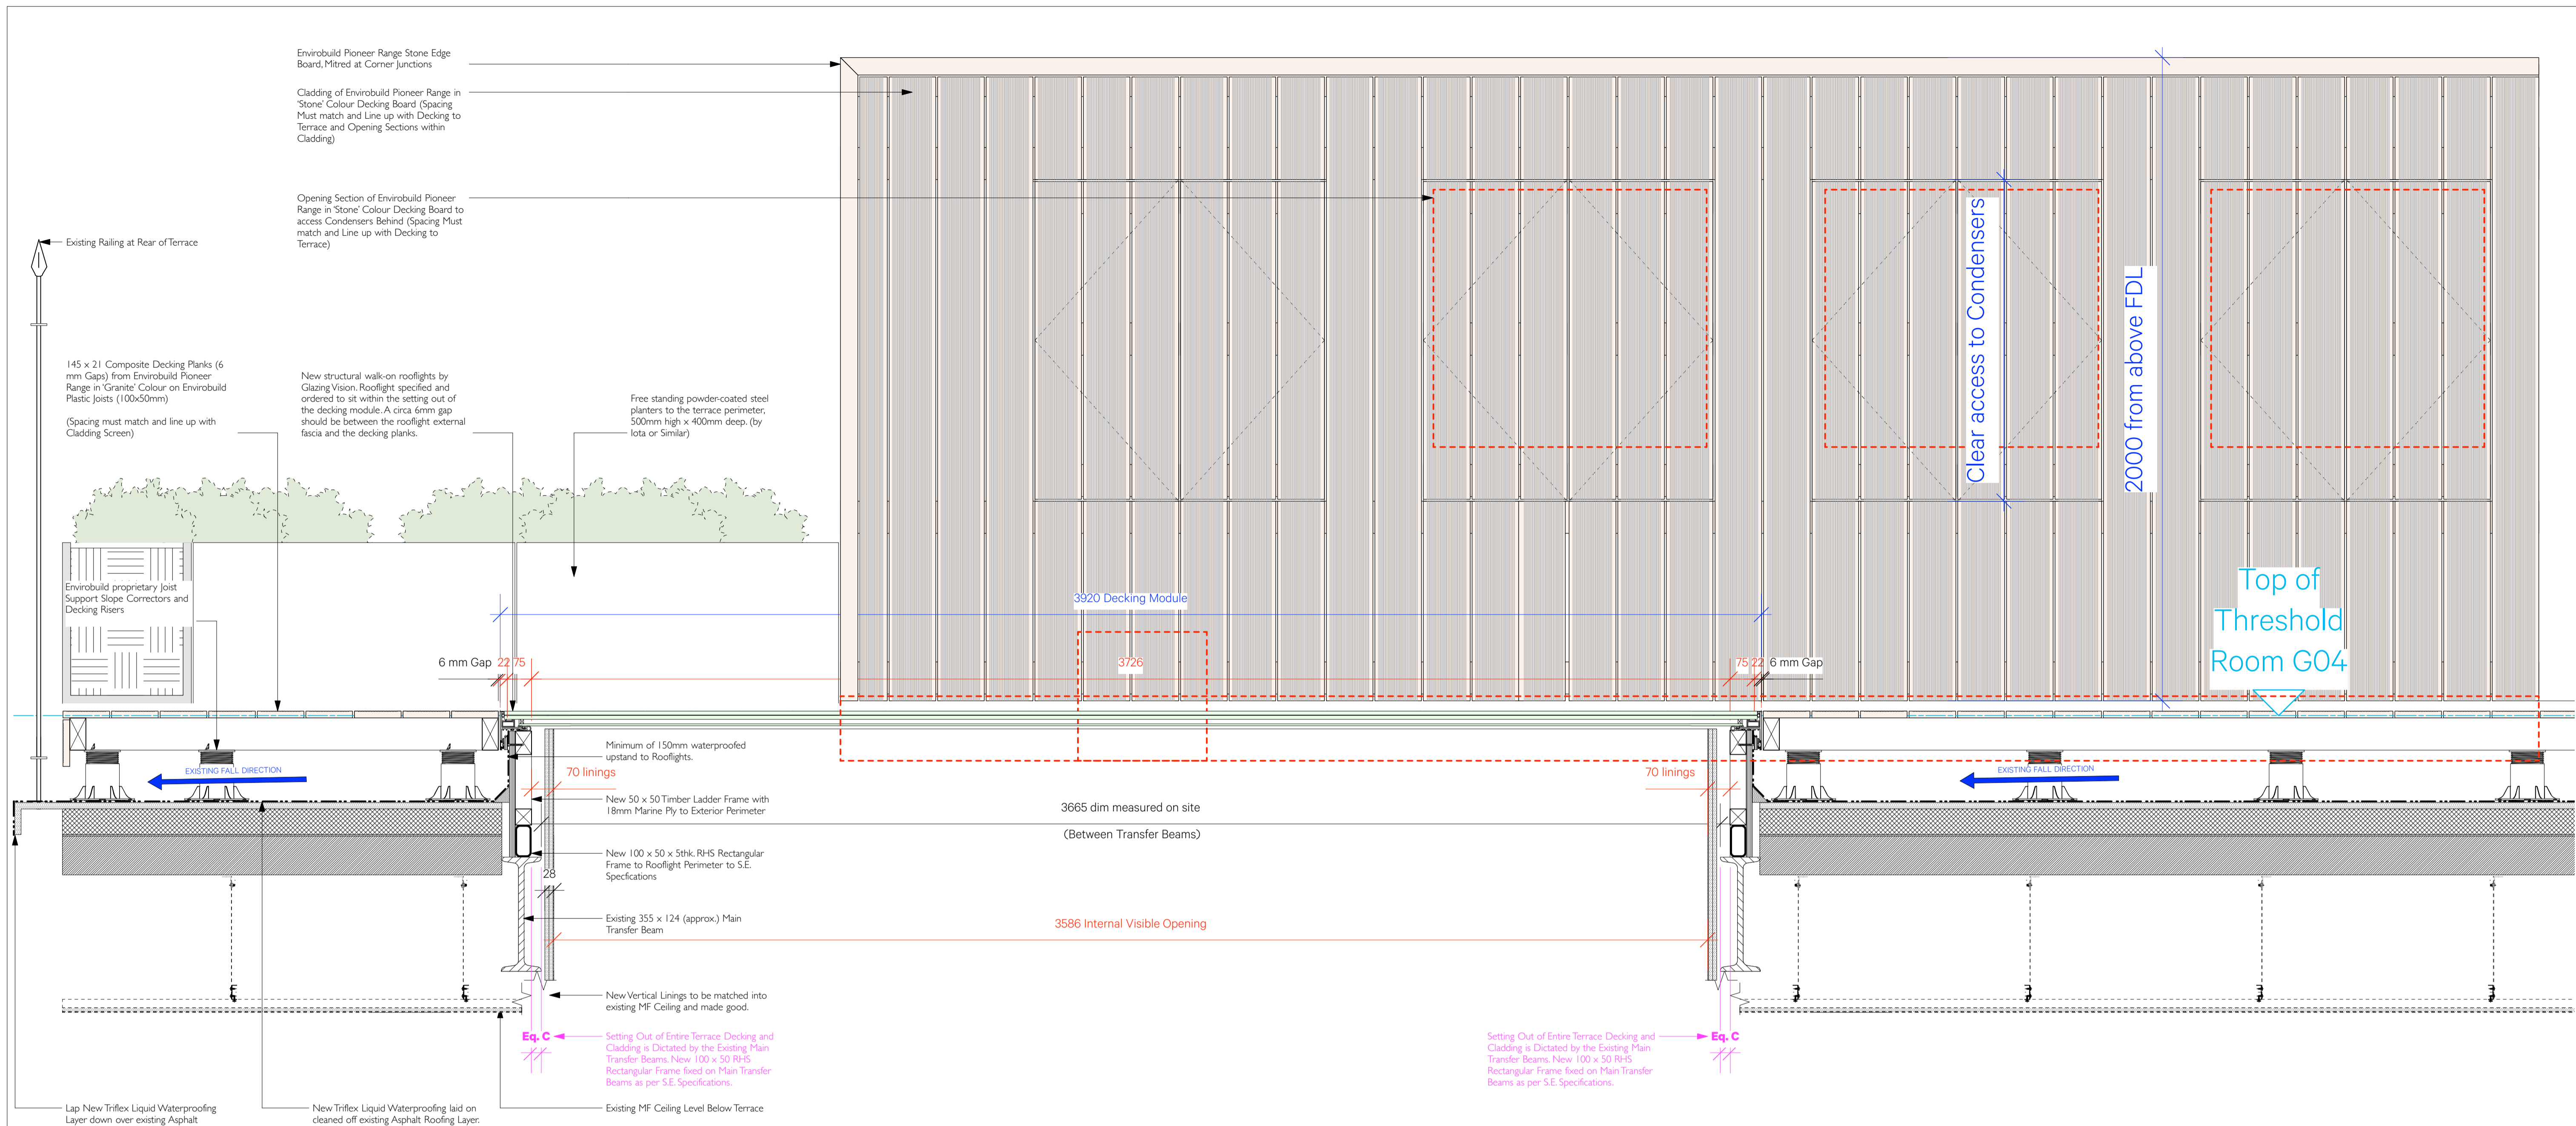 Envirobuild Pioneer Range Stone Edge
Board, Mitred at Corner Junctions
Cladding of Envirobuild Pioneer Range in
'Stone' Colour Decking Board (Spacing
Must match and Line up with Decking to
Terrace and Opening Sections within
Cladding)
Opening Section of Envirobuild Pioneer
Range in 'Stone' Colour Decking Board to
access Condensers Behind (Spacing Must
match and Line up with Decking to
Terrace)
Existing Railing at Rear of Terrace
145 x 21 Composite Decking Planks (6
mm Gaps) from Envirobuild Pioneer
Range in 'Granite' Colour on Envirobuild
Plastic Joists (100x50mm)
(Spacing must match and line up with
Cladding Screen)
New structural walk-on rooflights by
Glazing Vision. Rooflight specified and
ordered to sit within the setting out of
the decking module. A circa 6mm gap
should be between the rooflight external
fascia and the decking planks.
Free standing powder-coated steel
planters to the terrace perimeter,
500mm high x 400mm deep. (by
Iota or Similar)
Clear access to Condensers
2000 from above FDL
Envirobuild proprietary Joist
Support Slope Correctors and
Decking Risers
3920 Decking Module
Top of
Threshold
Room G04
6 mm Gap
22
75
3726
75
22
6 mm Gap
Minimum of 150mm waterproofed
upstand to Rooflights.
EXISTING FALL DIRECTION
70 linings
70 linings
EXISTING FALL DIRECTION
New 50 x 50 Timber Ladder Frame with
18mm Marine Ply to Exterior Perimeter
3665 dim measured on site
(Between Transfer Beams)
New 100 x 50 x 5thk. RHS Rectangular
Frame to Rooflight Perimeter to S.E.
Specfications
28
Existing 355 x 124 (approx.) Main
Transfer Beam
3586 Internal Visible Opening
New Vertical Linings to be matched into
existing MF Ceiling and made good.
Eq. C
Setting Out of Entire Terrace Decking and
Cladding is Dictated by the Existing Main
Transfer Beams. New 100 x 50 RHS
Rectangular Frame fixed on Main Transfer
Beams as per S.E. Specifications.
Setting Out of Entire Terrace Decking and
Cladding is Dictated by the Existing Main
Transfer Beams. New 100 x 50 RHS
Rectangular Frame fixed on Main Transfer
Beams as per S.E. Specifications.
Eq. C
Lap New Triflex Liquid Waterproofing
Layer down over existing Asphalt
New Triflex Liquid Waterproofing laid on
cleaned off existing Asphalt Roofing Layer.
Existing MF Ceiling Level Below Terrace